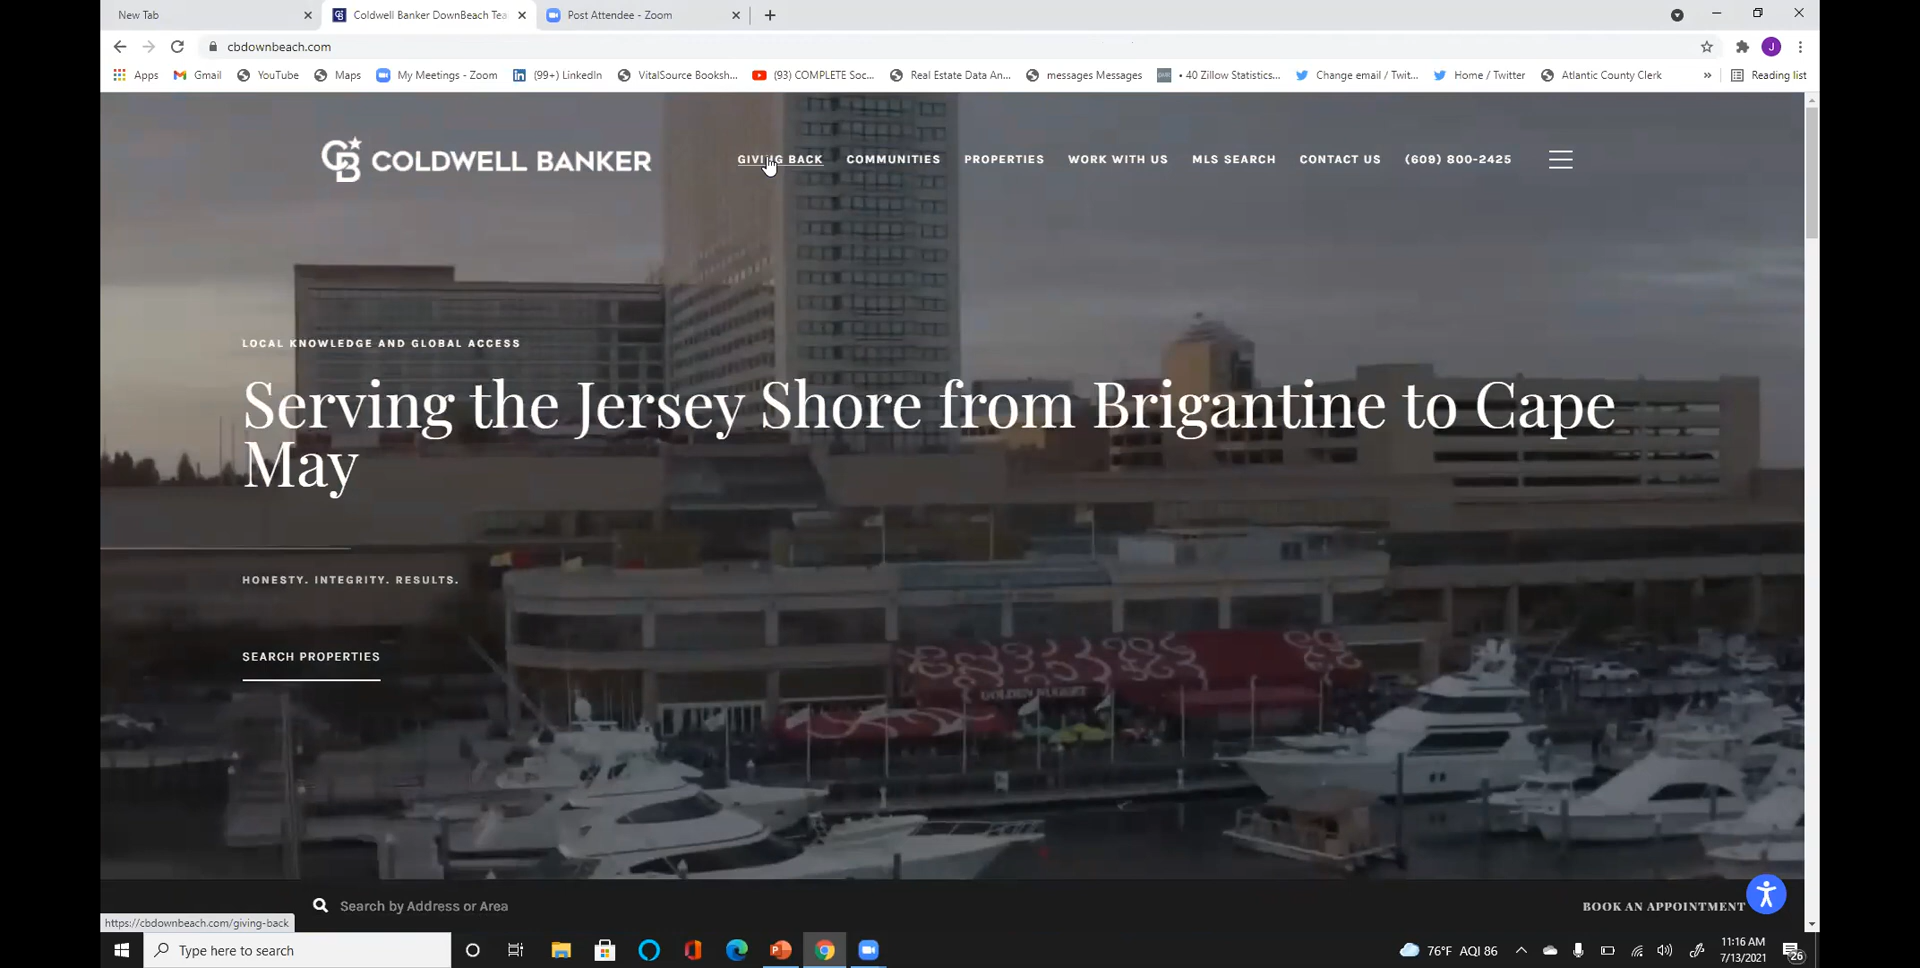 New Tab
Coldwell Banker DownBeach Tea
Post Attendee - Zoom
cbdownbeach.com
Apps
Gmail
YouTube
Maps
My Meetings - Zoom
(99+) LinkedIn
VitalSource Booksh...
(93) COMPLETE Soc...
Real Estate Data An...
messages Messages
• 40 Zillow Statistics...
Change email / Twit...
Home / Twitter
Atlantic County Clerk
»
Reading list
CB COLDWELL BANKER
GIVING BACK
COMMUNITIES
PROPERTIES
WORK WITH US
MLS SEARCH
CONTACT US
(609) 800-2425
LOCAL KNOWLEDGE AND GLOBAL ACCESS
Serving the Jersey Shore from Brigantine to Cape
May
HONESTY. INTEGRITY. RESULTS.
SEARCH PROPERTIES
GOLDEN NUGGET
Search by Address or Area
BOOK AN APPOINTMENT
https://cbdownbeach.com/giving-back
Type here to search
76°F AQI 86
11:16 AM
7/13/2021
26